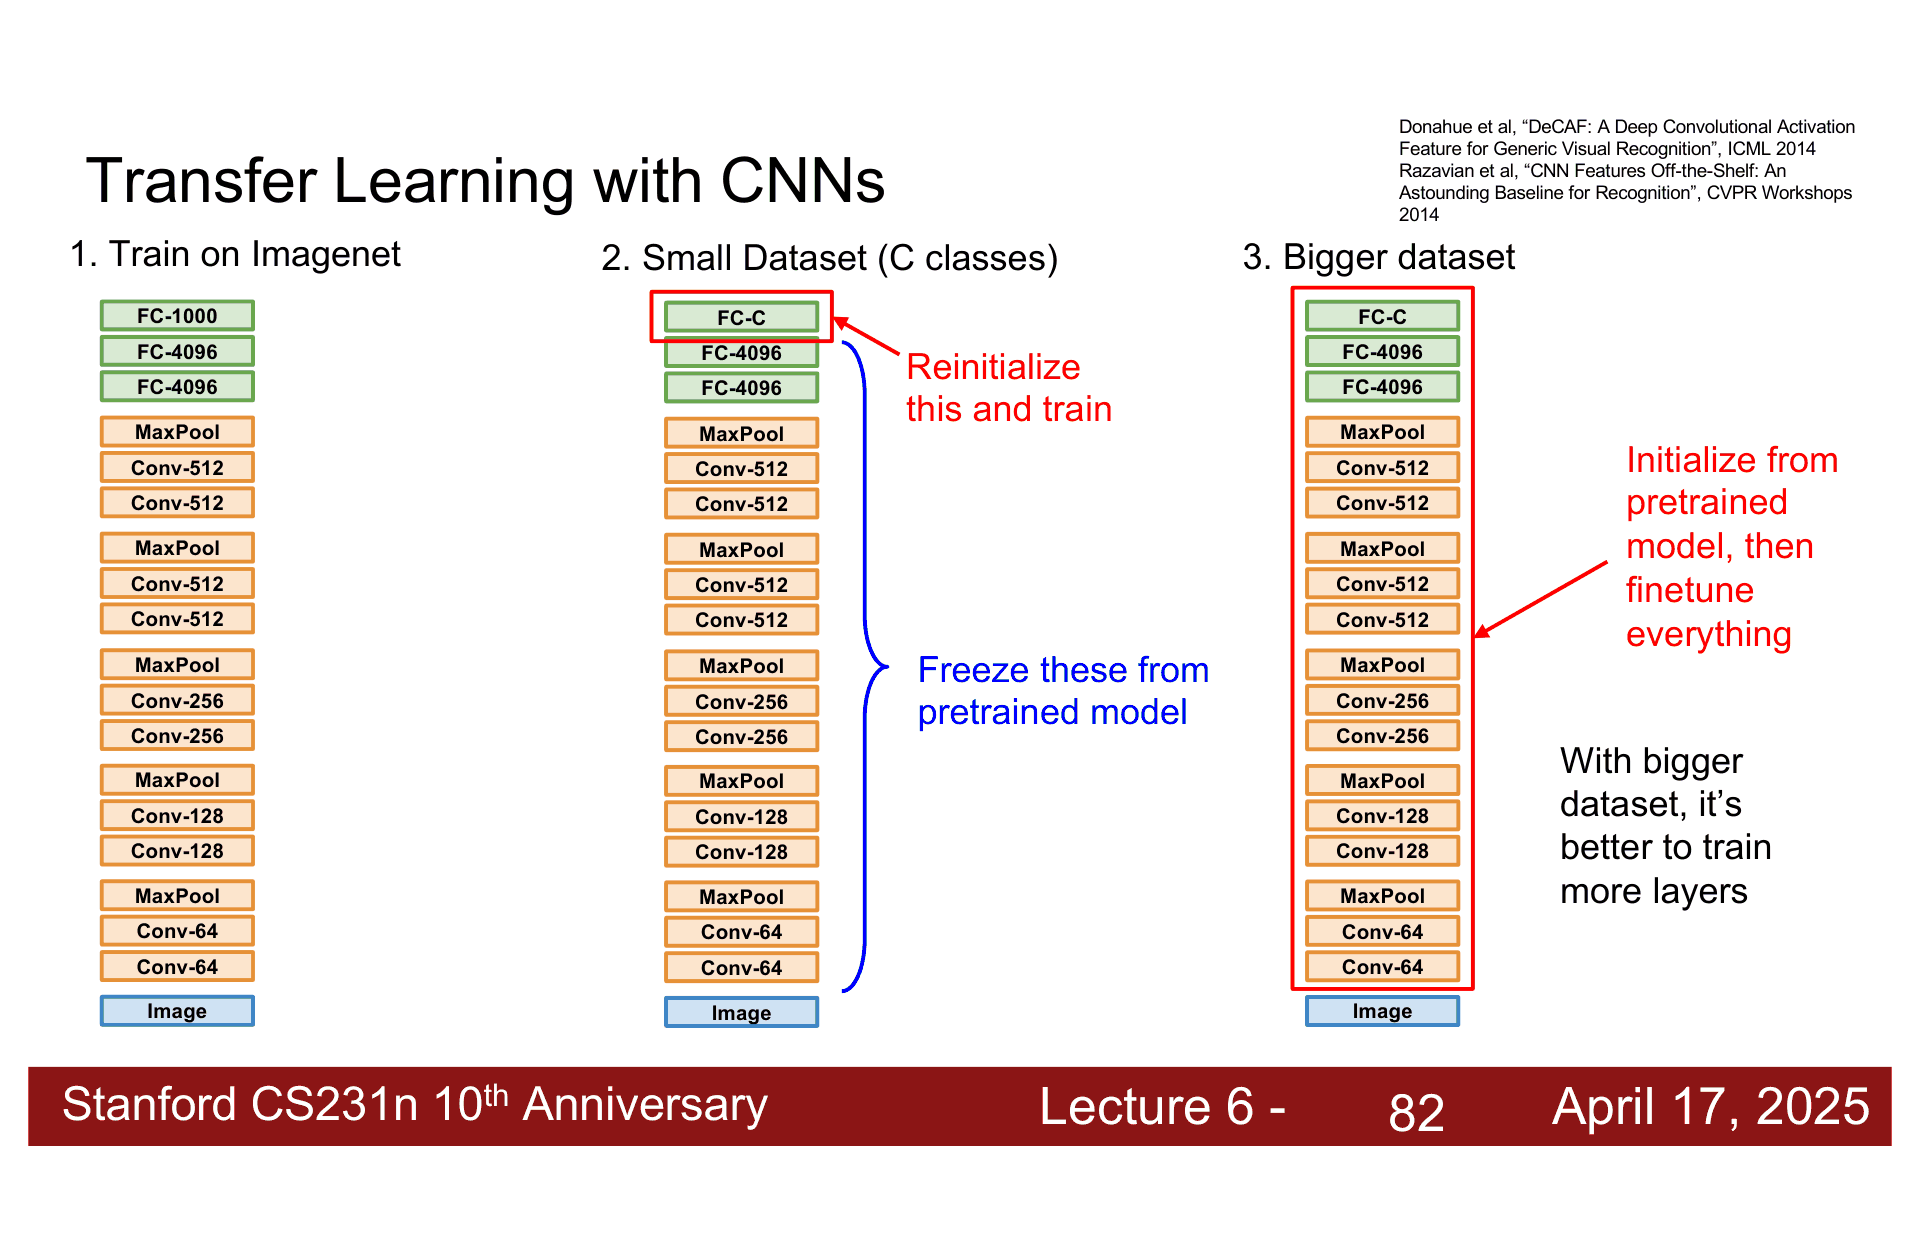 Donahue et al, “DeCAF: A Deep Convolutional Activation
Feature for Generic Visual Recognition”, ICML 2014
Razavian et al, “CNN Features Off-the-Shelf: An
Astounding Baseline for Recognition”, CVPR Workshops
2014
Transfer Learning with CNNs
1. Train on Imagenet
FC-1000
FC-4096
FC-4096
MaxPool
Conv-512
Conv-512
MaxPool
Conv-512
Conv-512
MaxPool
Conv-256
Conv-256
MaxPool
Conv-128
Conv-128
MaxPool
Conv-64
Conv-64
Image
2. Small Dataset (C classes)
FC-C
FC-4096
FC-4096
MaxPool
Conv-512
Conv-512
MaxPool
Conv-512
Conv-512
MaxPool
Conv-256
Conv-256
MaxPool
Conv-128
Conv-128
MaxPool
Conv-64
Conv-64
Image
Reinitialize
this and train
Freeze these from
pretrained model
3. Bigger dataset
FC-C
FC-4096
FC-4096
MaxPool
Conv-512
Conv-512
MaxPool
Conv-512
Conv-512
MaxPool
Conv-256
Conv-256
MaxPool
Conv-128
Conv-128
MaxPool
Conv-64
Conv-64
Image
Initialize from
pretrained
model, then
finetune
everything
With bigger
dataset, it’s
better to train
more layers
Stanford CS231n 10th Anniversary
Lecture 6 - 82
April 17, 2025